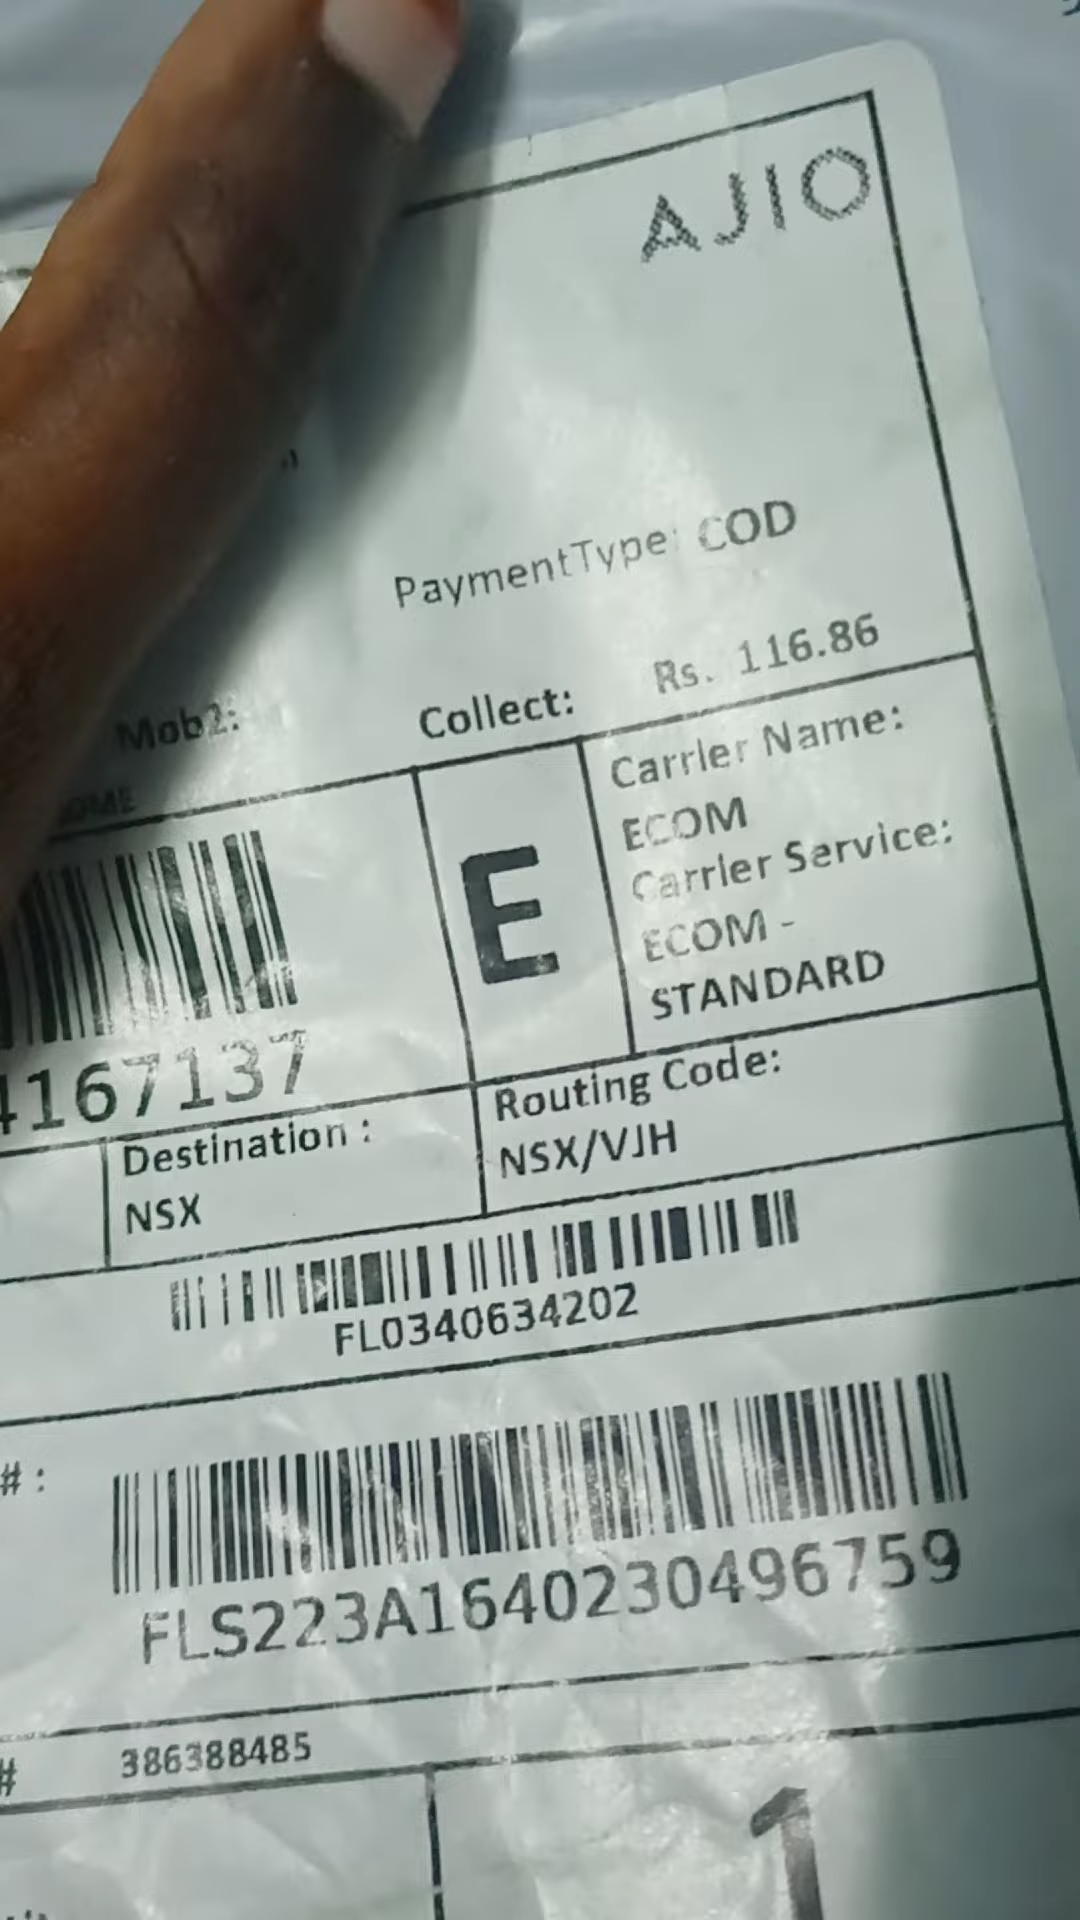 AJIO
PaymentType: COD
Mob2:
Collect: Rs. 116.86
E
Carrier Name:
ECOM
Carrier Service:
ECOM -
STANDARD
4167137
Destination :
NSX
Routing Code:
NSX/VJH
FL0340634202
# :
FLS223A1640230496759
# 386388485
1